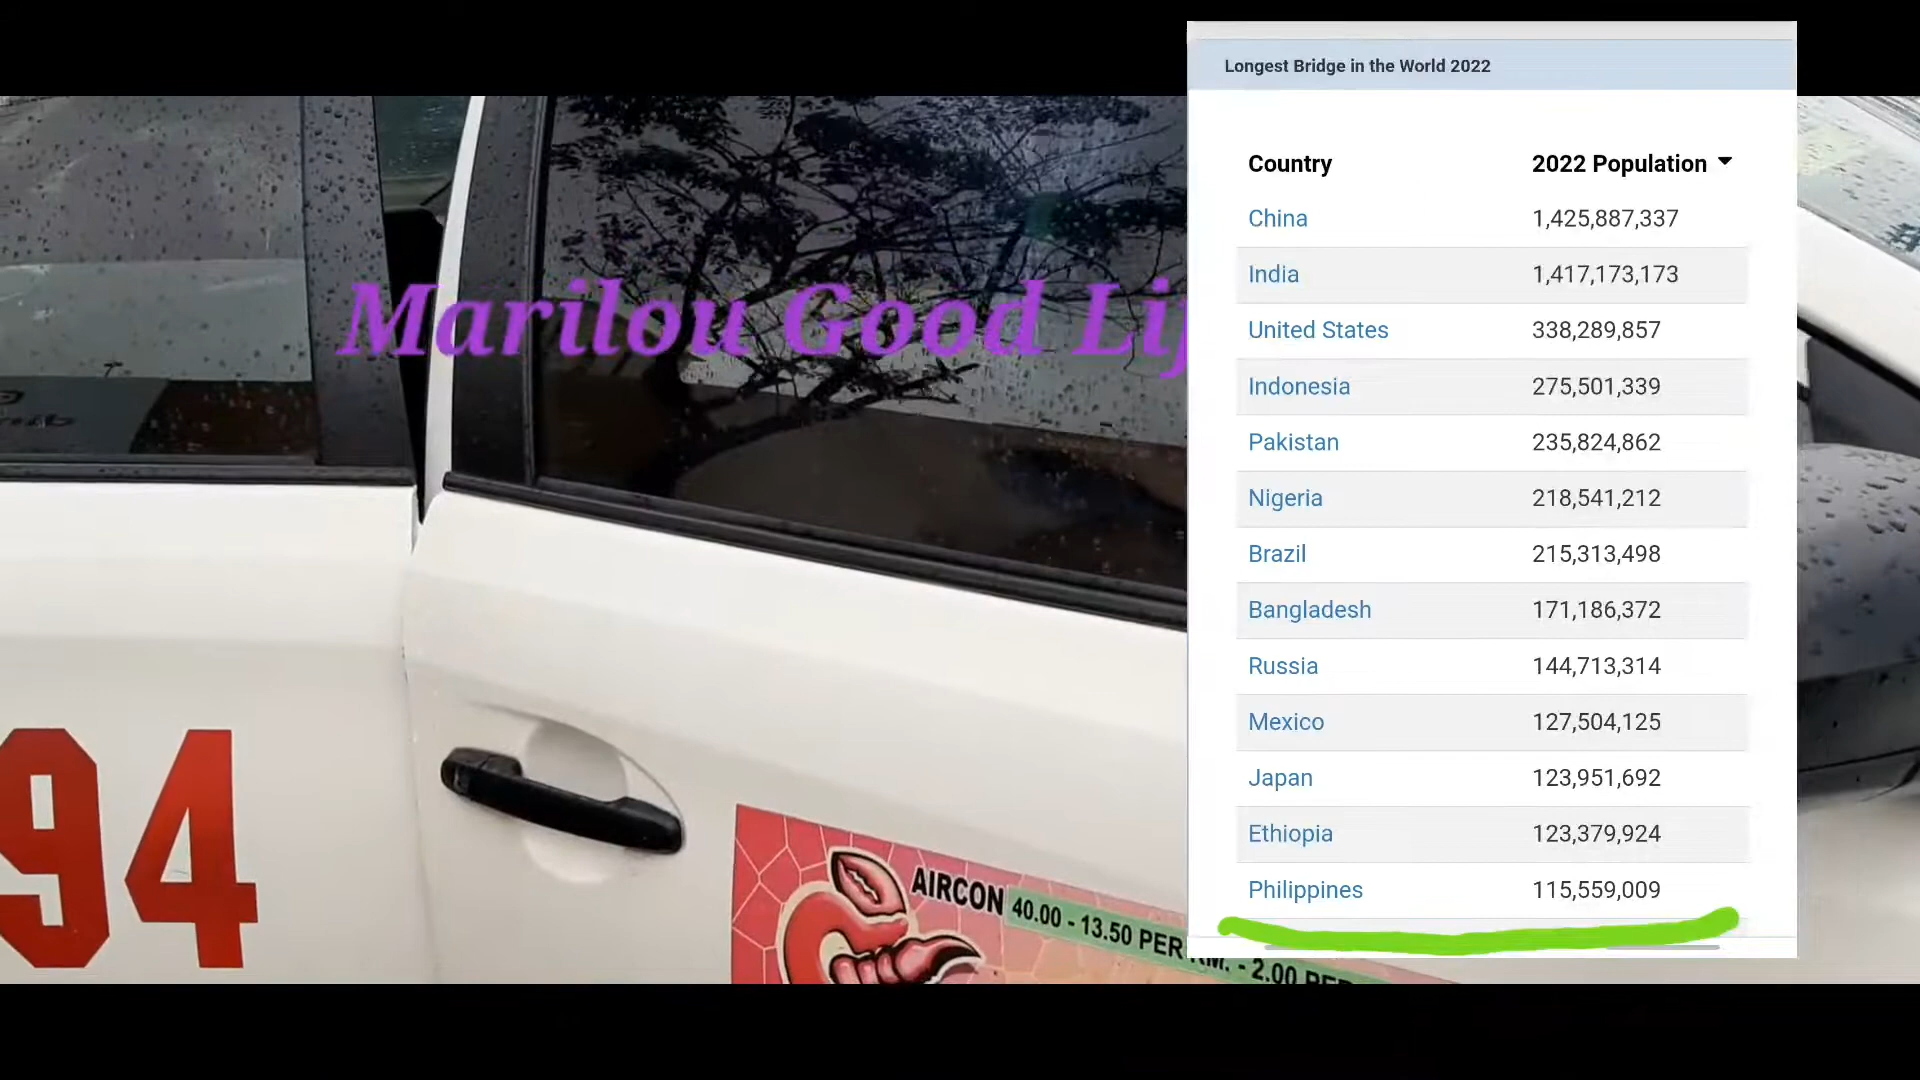 Longest Bridge in the World 2022
Country 2022 Population
China 1,425,887,337
India 1,417,173,173
United States 338,289,857
Indonesia 275,501,339
Pakistan 235,824,862
Nigeria 218,541,212
Brazil 215,313,498
Bangladesh 171,186,372
Russia 144,713,314
Mexico 127,504,125
Japan 123,951,692
Ethiopia 123,379,924
Philippines 115,559,009
Marilou Good
94
AIRCON 40.00 - 13.50 PER KM. - 2.00